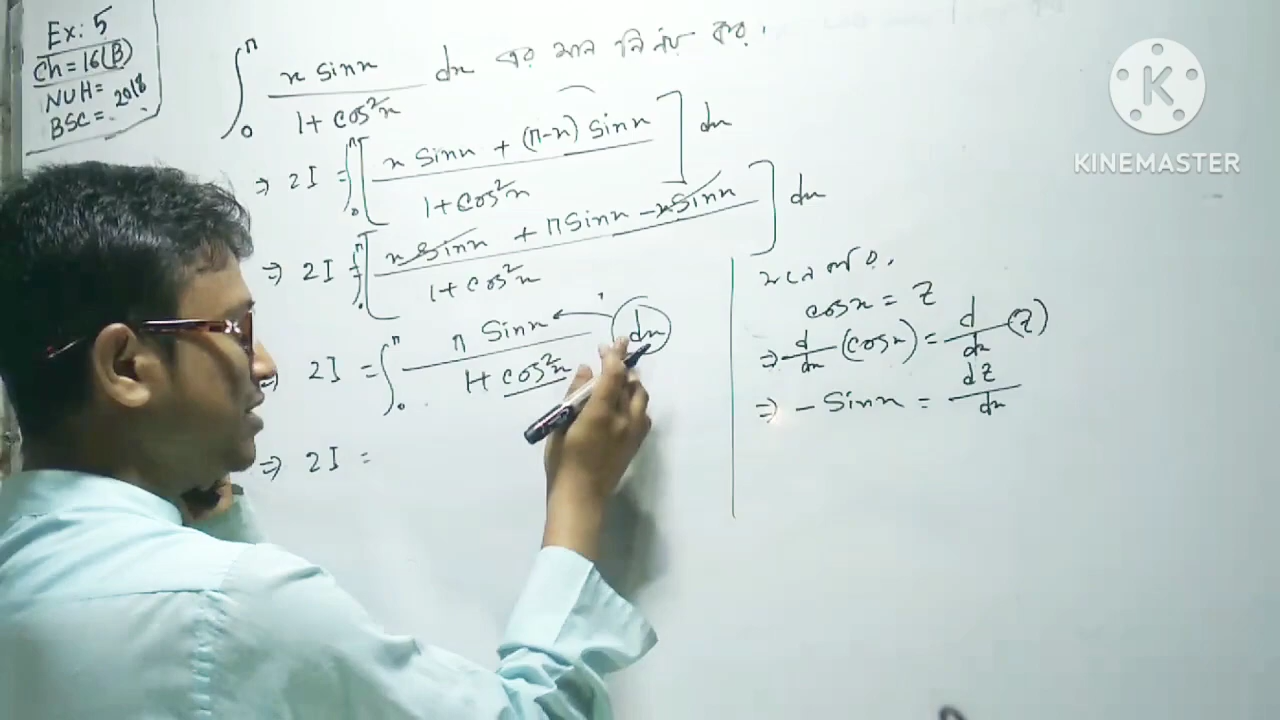 Ex: 5
Ch = 16(B)
NUH =
BSC = 2018
∫₀^π x sinx / 1 + cos²x dx এর মান নির্ণয় কর.
⇒ 2I = ∫₀^π [ x sinx + (π-x) sinx / 1 + cos²x ] dx
⇒ 2I = ∫₀^π [ x sinx + π sinx - x sinx / 1 + cos²x ] dx
⇒ 2I = ∫₀^π π sinx / 1 + cos²x dx
⇒ 2I =
মনে করি,
cosx = Z
⇒ d/dx (cosx) = d/dx (Z)
⇒ - sinx = dZ/dx
K
KINEMASTER